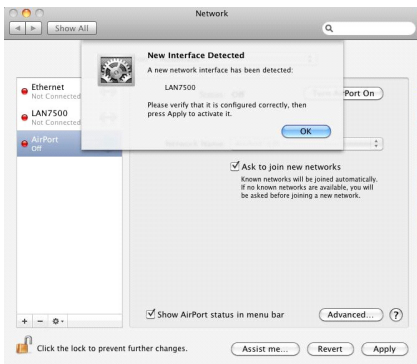 Network
Show All
New Interface Detected
A new network interface has been detected:
LAN7500
Please verify that it is configured correctly, then
press Apply to activate it.
OK
Ethernet
Not Connected
LAN7500
Not Connected
AirPort
Off
Port On
Network Name
Ask to join new networks
Known networks will be joined automatically.
If no known networks are available, you will
be asked before joining a new network.
Show AirPort status in menu bar
Advanced...
?
Click the lock to prevent further changes.
Assist me...
Revert
Apply